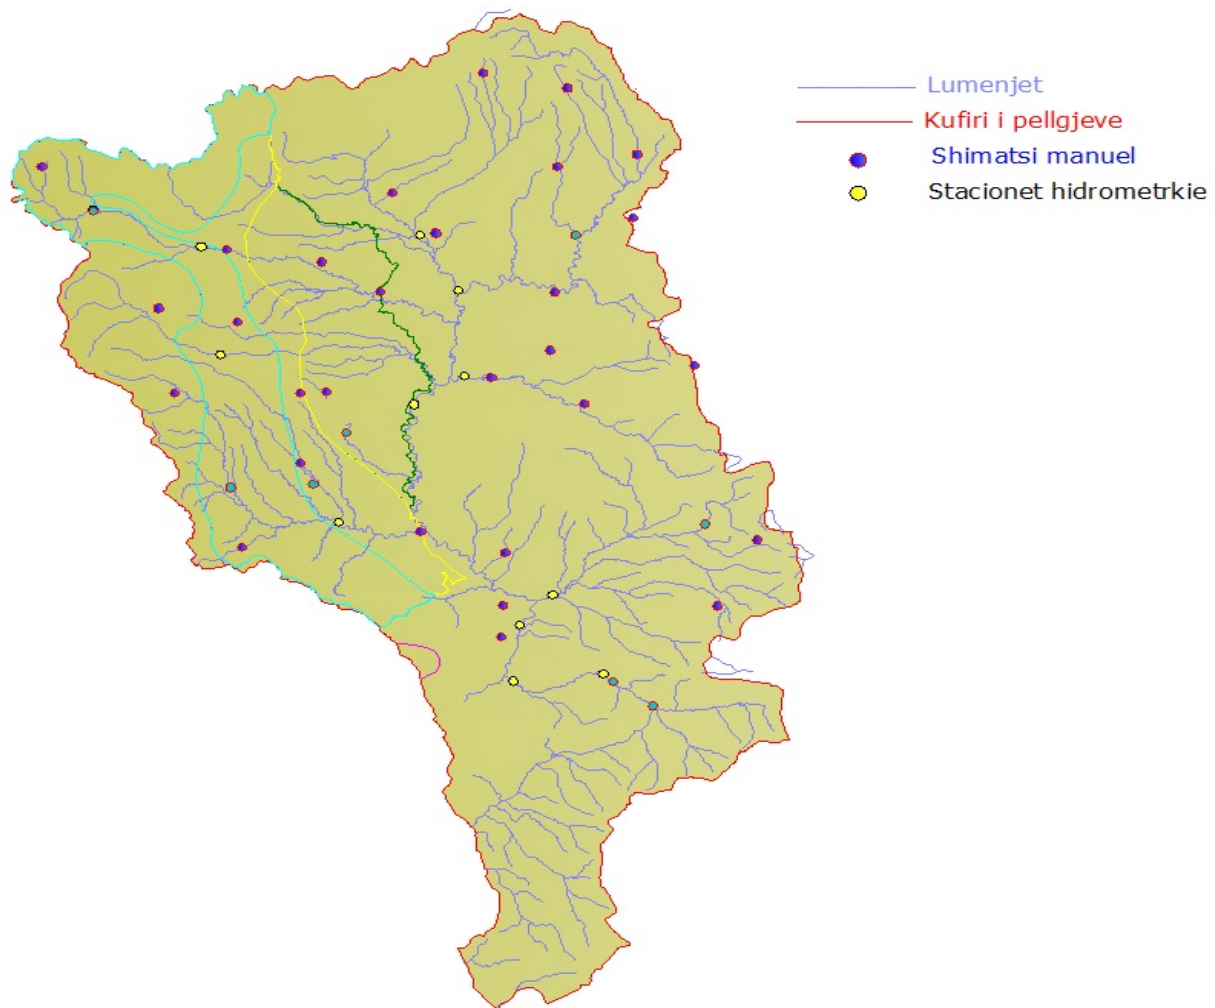 Lumenjet
Kufiri i pellgjeve
Shimatsi manuel
Stacionet hidrometrkie